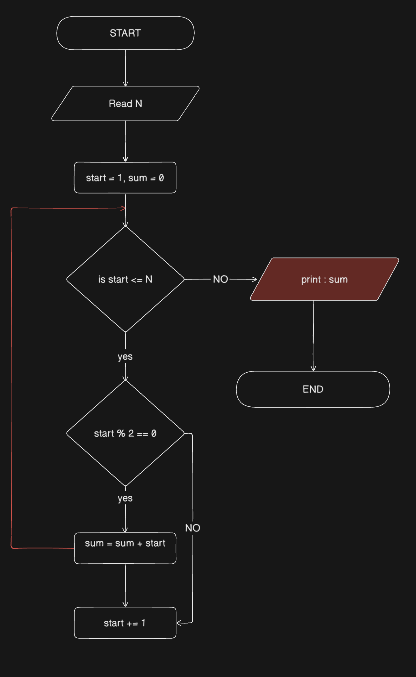 START
Read N
start = 1, sum = 0
is start <= N
NO
print : sum
yes
END
start % 2 == 0
yes
NO
sum = sum + start
start += 1